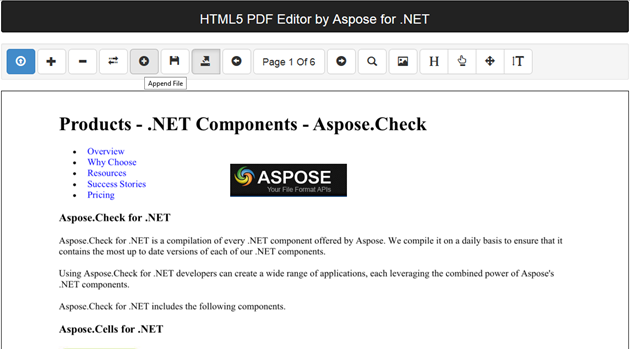 HTML5 PDF Editor by Aspose for .NET
Page 1 Of 6
H
T
Append File
Products - .NET Components - Aspose.Check
Overview
Why Choose
Resources
Success Stories
Pricing
ASPOSE
Your File Format APIs
Aspose.Check for .NET
Aspose.Check for .NET is a compilation of every .NET component offered by Aspose. We compile it on a daily basis to ensure that it
contains the most up to date versions of each of our .NET components.
Using Aspose.Check for .NET developers can create a wide range of applications, each leveraging the combined power of Aspose's
.NET components.
Aspose.Check for .NET includes the following components.
Aspose.Cells for .NET